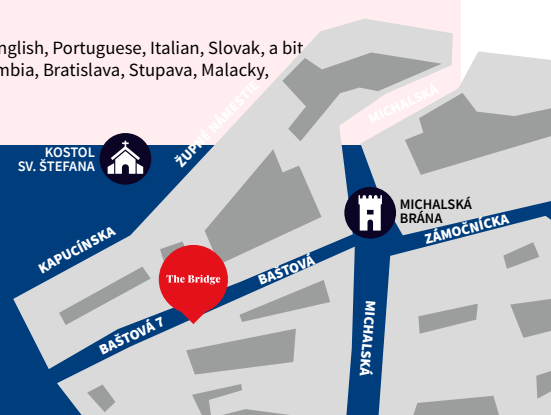 nglish, Portuguese, Italian, Slovak, a bit
mbia, Bratislava, Stupava, Malacky,
MICHALSKÁ
ŽUPNÉ NÁMESTIE
KOSTOL
SV. ŠTEFANA
MICHALSKÁ
BRÁNA
ZÁMOČNÍCKA
KAPUCÍNSKA
BAŠTOVÁ
The Bridge
BAŠTOVÁ 7
MICHALSKÁ